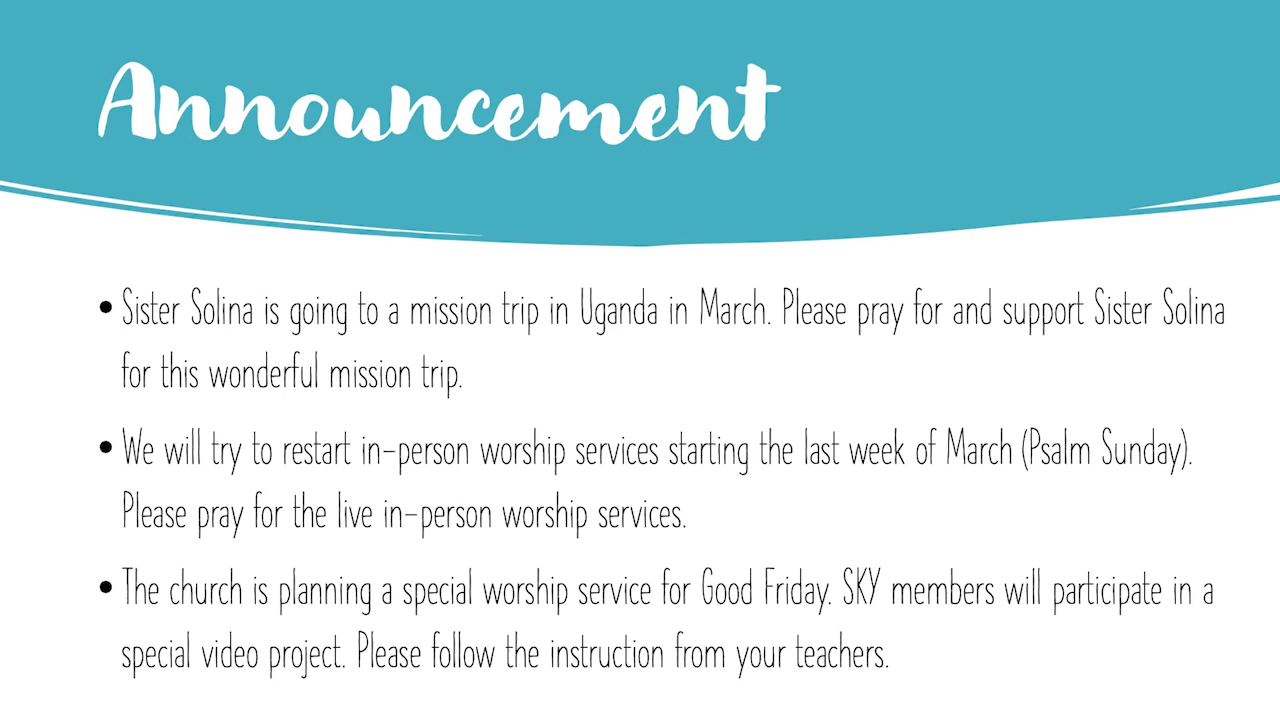 Announcement
• Sister Solina is going to a mission trip in Uganda in March. Please pray for and support Sister Solina
for this wonderful mission trip.
• We will try to restart in-person worship services starting the last week of March (Psalm Sunday).
Please pray for the live in-person worship services.
• The church is planning a special worship service for Good Friday. SKY members will participate in a
special video project. Please follow the instruction from your teachers.